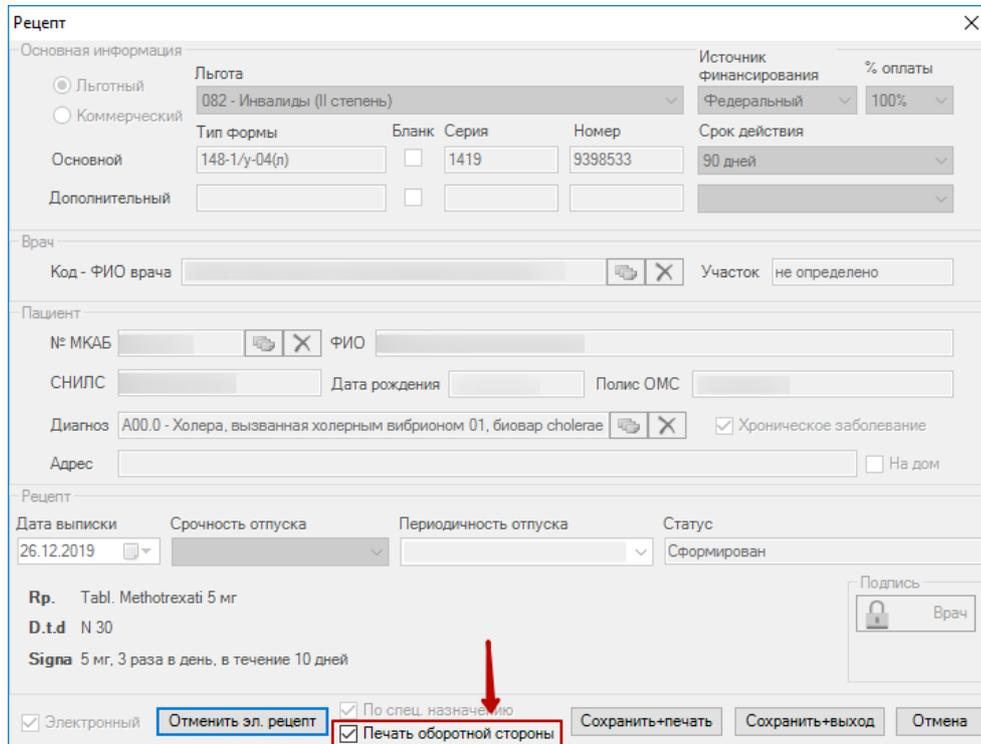 Рецепт
Основная информация
Льготный
Коммерческий
Льгота
Источник финансирования
% оплаты
082 - Инвалиды (II степень)
Федеральный
100%
Тип формы
Бланк
Серия
Номер
Срок действия
Основной
148-1/у-04(л)
1419
9398533
90 дней
Дополнительный
Врач
Код - ФИО врача
Участок
не определено
Пациент
№ МКАБ
ФИО
СНИЛС
Дата рождения
Полис ОМС
Диагноз
A00.0 - Холера, вызванная холерным вибрионом 01, биовар cholerae
Хроническое заболевание
Адрес
На дом
Рецепт
Дата выписки
Срочность отпуска
Периодичность отпуска
Статус
26.12.2019
Сформирован
Rp. Tabl. Methotrexati 5 мг
D.t.d N 30
Signa 5 мг, 3 раза в день, в течение 10 дней
Подпись
Врач
Электронный
Отменить эл. рецепт
По спец. назначению
Печать оборотной стороны
Сохранить+печать
Сохранить+выход
Отмена